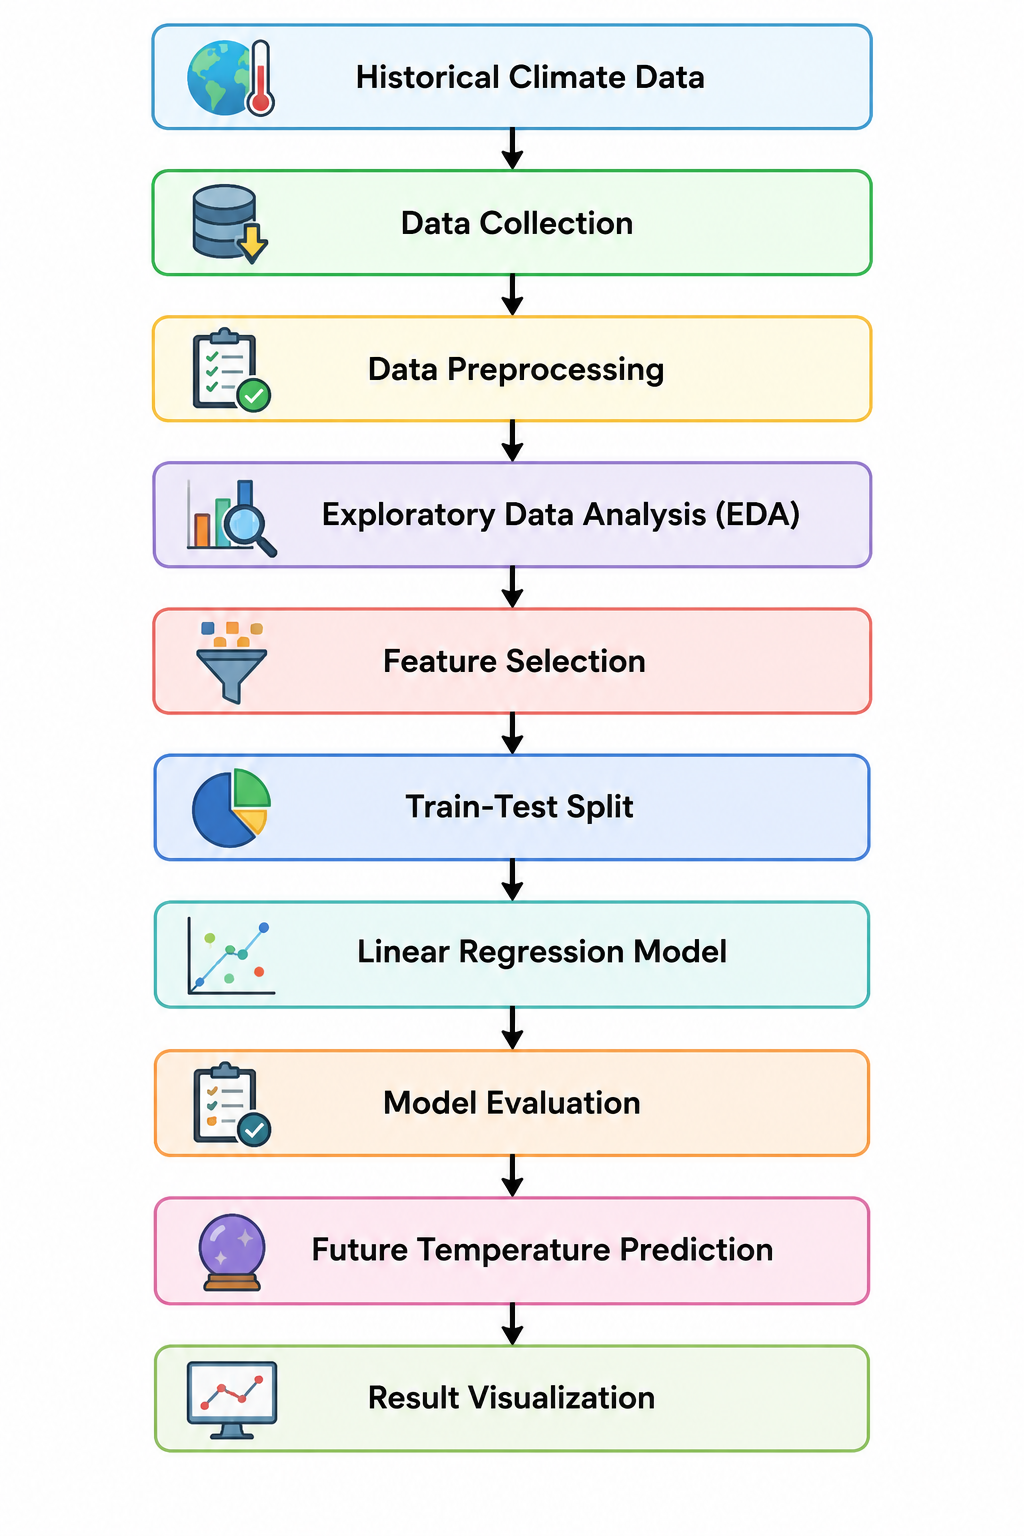 Historical Climate Data
Data Collection
Data Preprocessing
Exploratory Data Analysis (EDA)
Feature Selection
Train-Test Split
Linear Regression Model
Model Evaluation
Future Temperature Prediction
Result Visualization